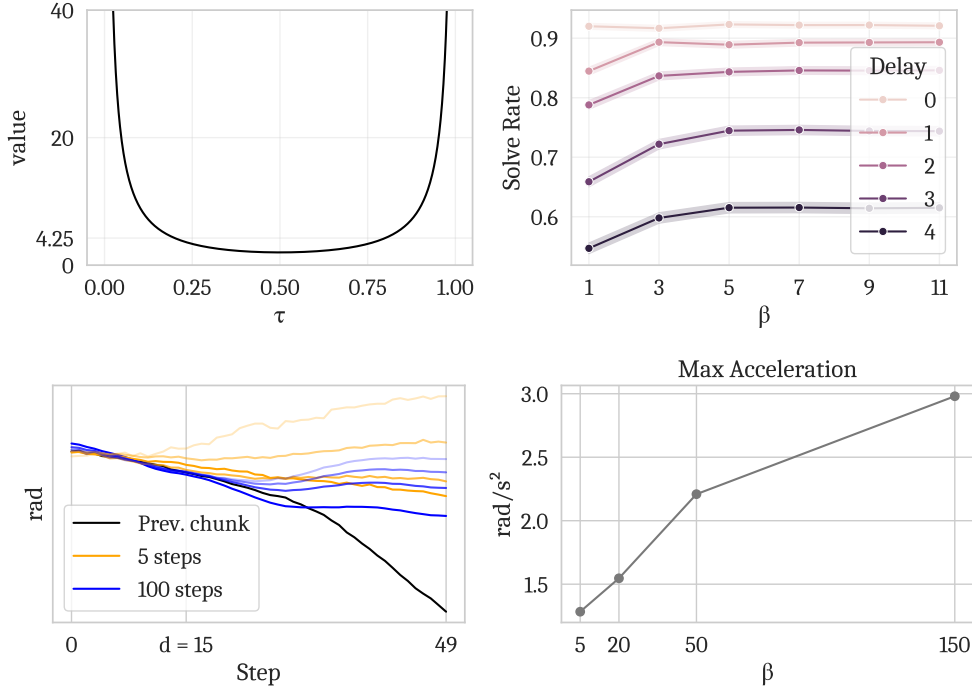 40
20
4.25
0
value
0.00 0.25 0.50 0.75 1.00
τ
0.9
0.8
0.7
0.6
Solve Rate
Delay
0
1
2
3
4
1 3 5 7 9 11
β
rad
Prev. chunk
5 steps
100 steps
0 d = 15 49
Step
Max Acceleration
3.0
2.5
2.0
1.5
rad/s²
5 20 50 150
β